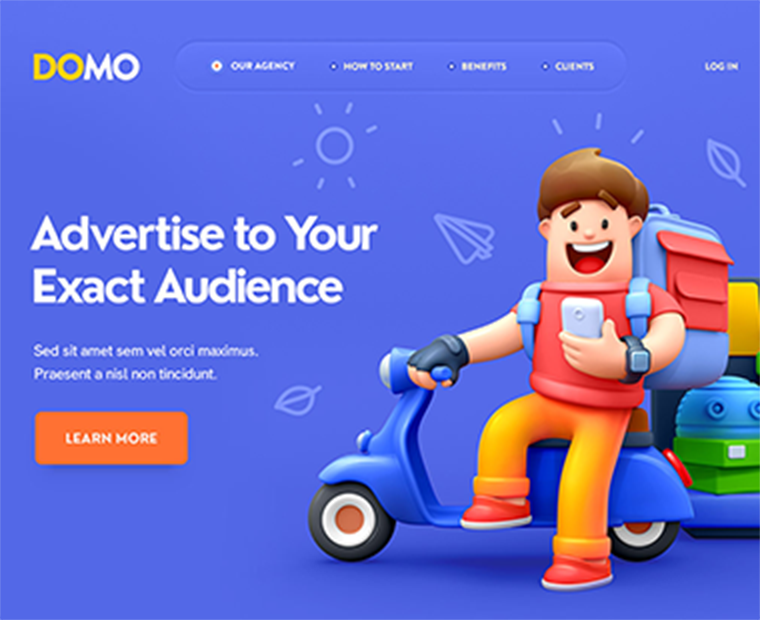 DOMO
OUR AGENCY
HOW TO START
BENEFITS
CLIENTS
LOG IN
Advertise to Your
Exact Audience
Sed sit amet sem vel orci maximus.
Praesent a nisl non tincidunt.
LEARN MORE